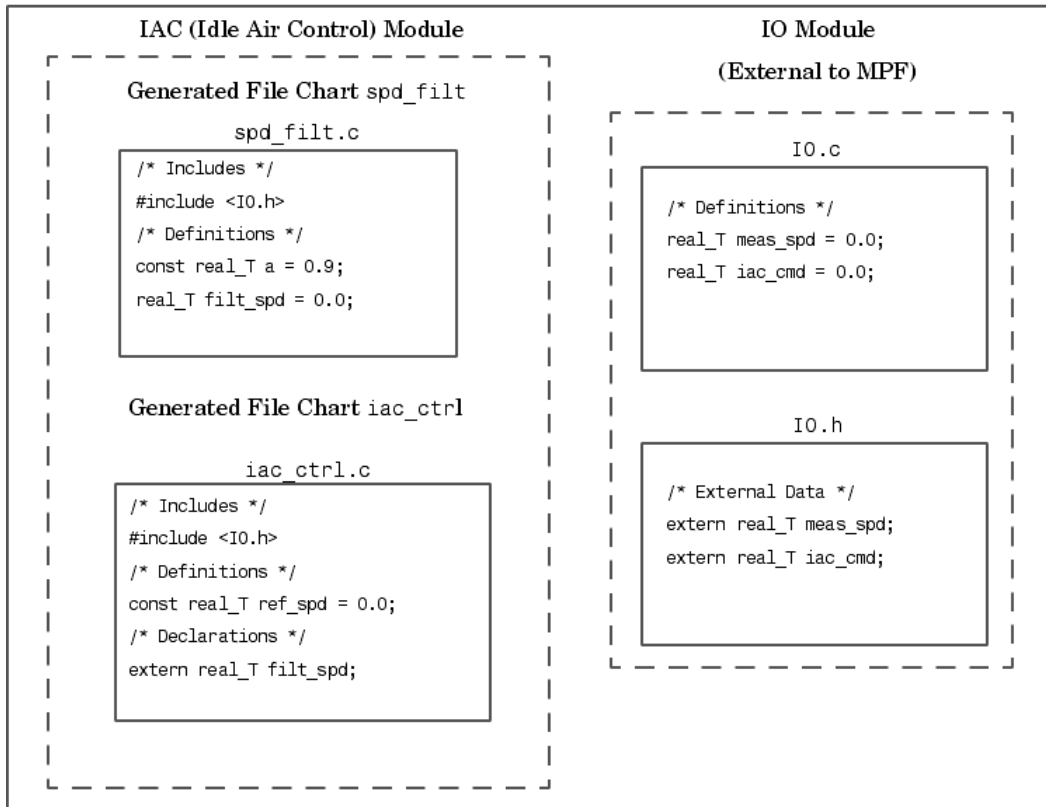 IAC (Idle Air Control) Module
Generated File Chart spd_filt
spd_filt.c
/* Includes */
#include <IO.h>
/* Definitions */
const real_T a = 0.9;
real_T filt_spd = 0.0;
Generated File Chart iac_ctrl
iac_ctrl.c
/* Includes */
#include <IO.h>
/* Definitions */
const real_T ref_spd = 0.0;
/* Declarations */
extern real_T filt_spd;
IO Module
(External to MPF)
IO.c
/* Definitions */
real_T meas_spd = 0.0;
real_T iac_cmd = 0.0;
IO.h
/* External Data */
extern real_T meas_spd;
extern real_T iac_cmd;